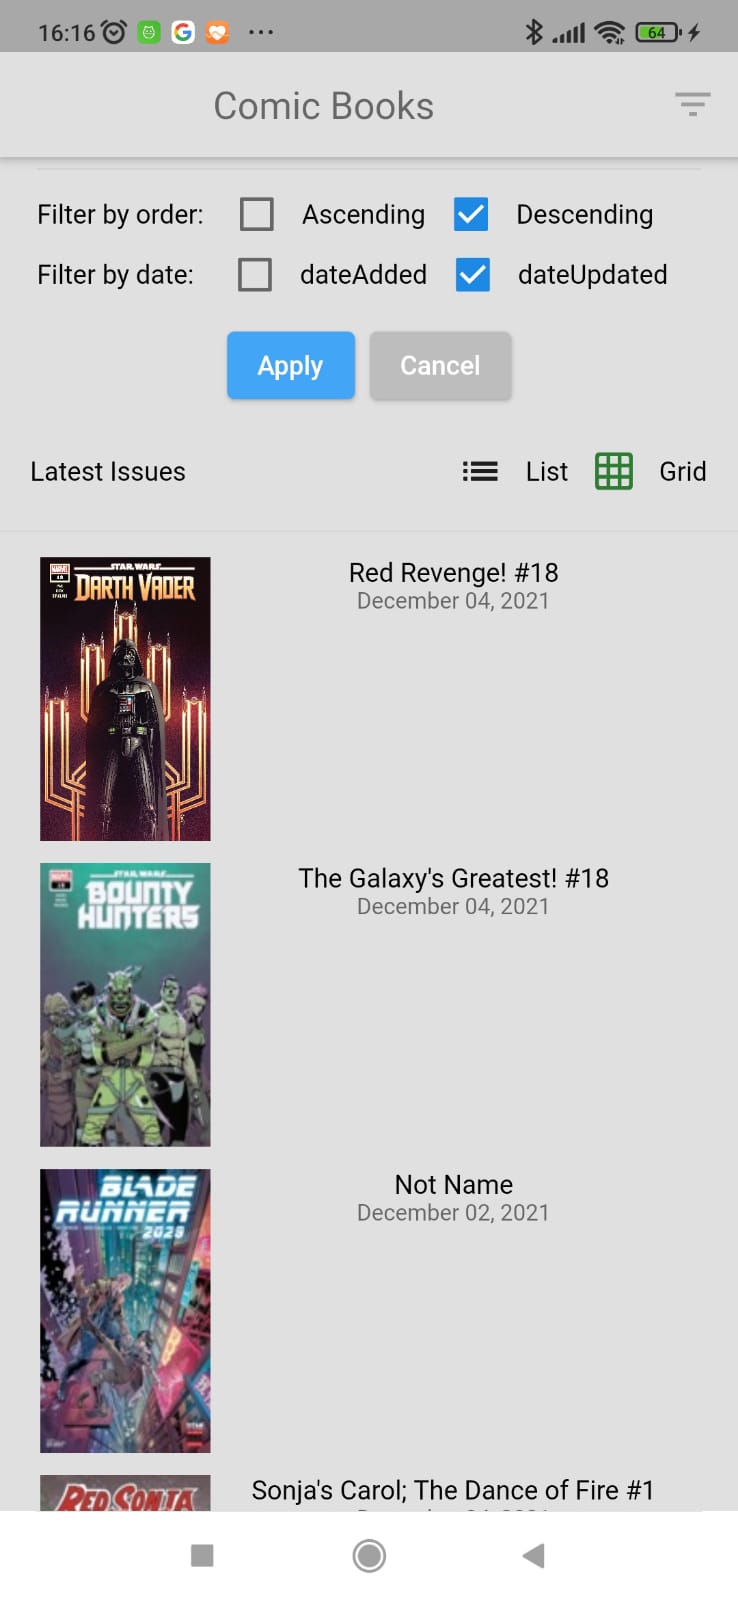 16:16
64
Comic Books
Filter by order: Ascending Descending
Filter by date: dateAdded dateUpdated
Apply Cancel
Latest Issues List Grid
STAR WARS
MARVEL
18
DARTH VADER
Red Revenge! #18
December 04, 2021
STAR WARS
18
BOUNTY
HUNTERS
The Galaxy's Greatest! #18
December 04, 2021
BLADE
RUNNER
2029
Not Name
December 02, 2021
RED SONJA
Sonja's Carol; The Dance of Fire #1